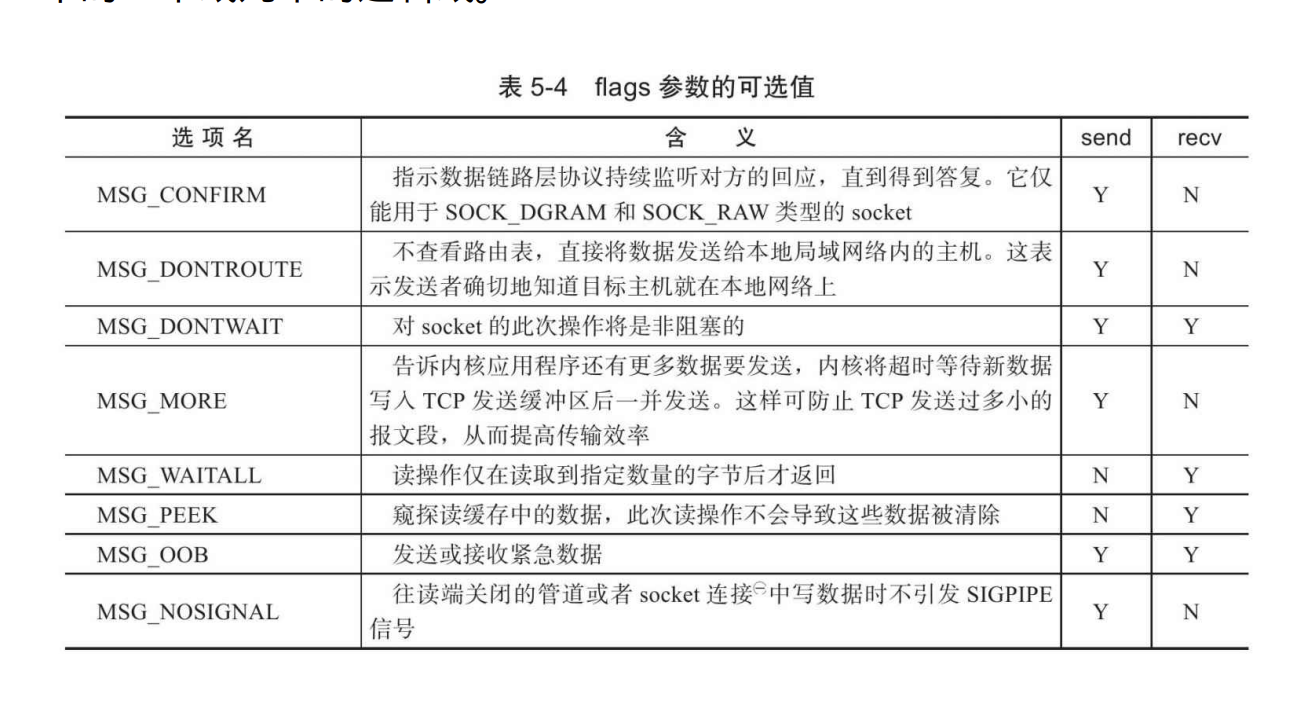 表 5-4 flags 参数的可选值
选 项 名 含 义 send recv
指示数据链路层协议持续监听对方的回应，直到得到答复。它仅
MSG_CONFIRM Y N
能用于 SOCK_DGRAM 和 SOCK_RAW 类型的 socket
不查看路由表，直接将数据发送给本地局域网络内的主机。这表
MSG_DONTROUTE Y N
示发送者确切地知道目标主机就在本地网络上
MSG_DONTWAIT 对 socket 的此次操作将是非阻塞的 Y Y
告诉内核应用程序还有更多数据要发送，内核将超时等待新数据
MSG_MORE 写入 TCP 发送缓冲区后一并发送。这样可防止 TCP 发送过多小的 Y N
报文段，从而提高传输效率
MSG_WAITALL 读操作仅在读取到指定数量的字节后才返回 N Y
MSG_PEEK 窥探读缓存中的数据，此次读操作不会导致这些数据被清除 N Y
MSG_OOB 发送或接收紧急数据 Y Y
往读端关闭的管道或者 socket 连接㊀中写数据时不引发 SIGPIPE
MSG_NOSIGNAL Y N
信号